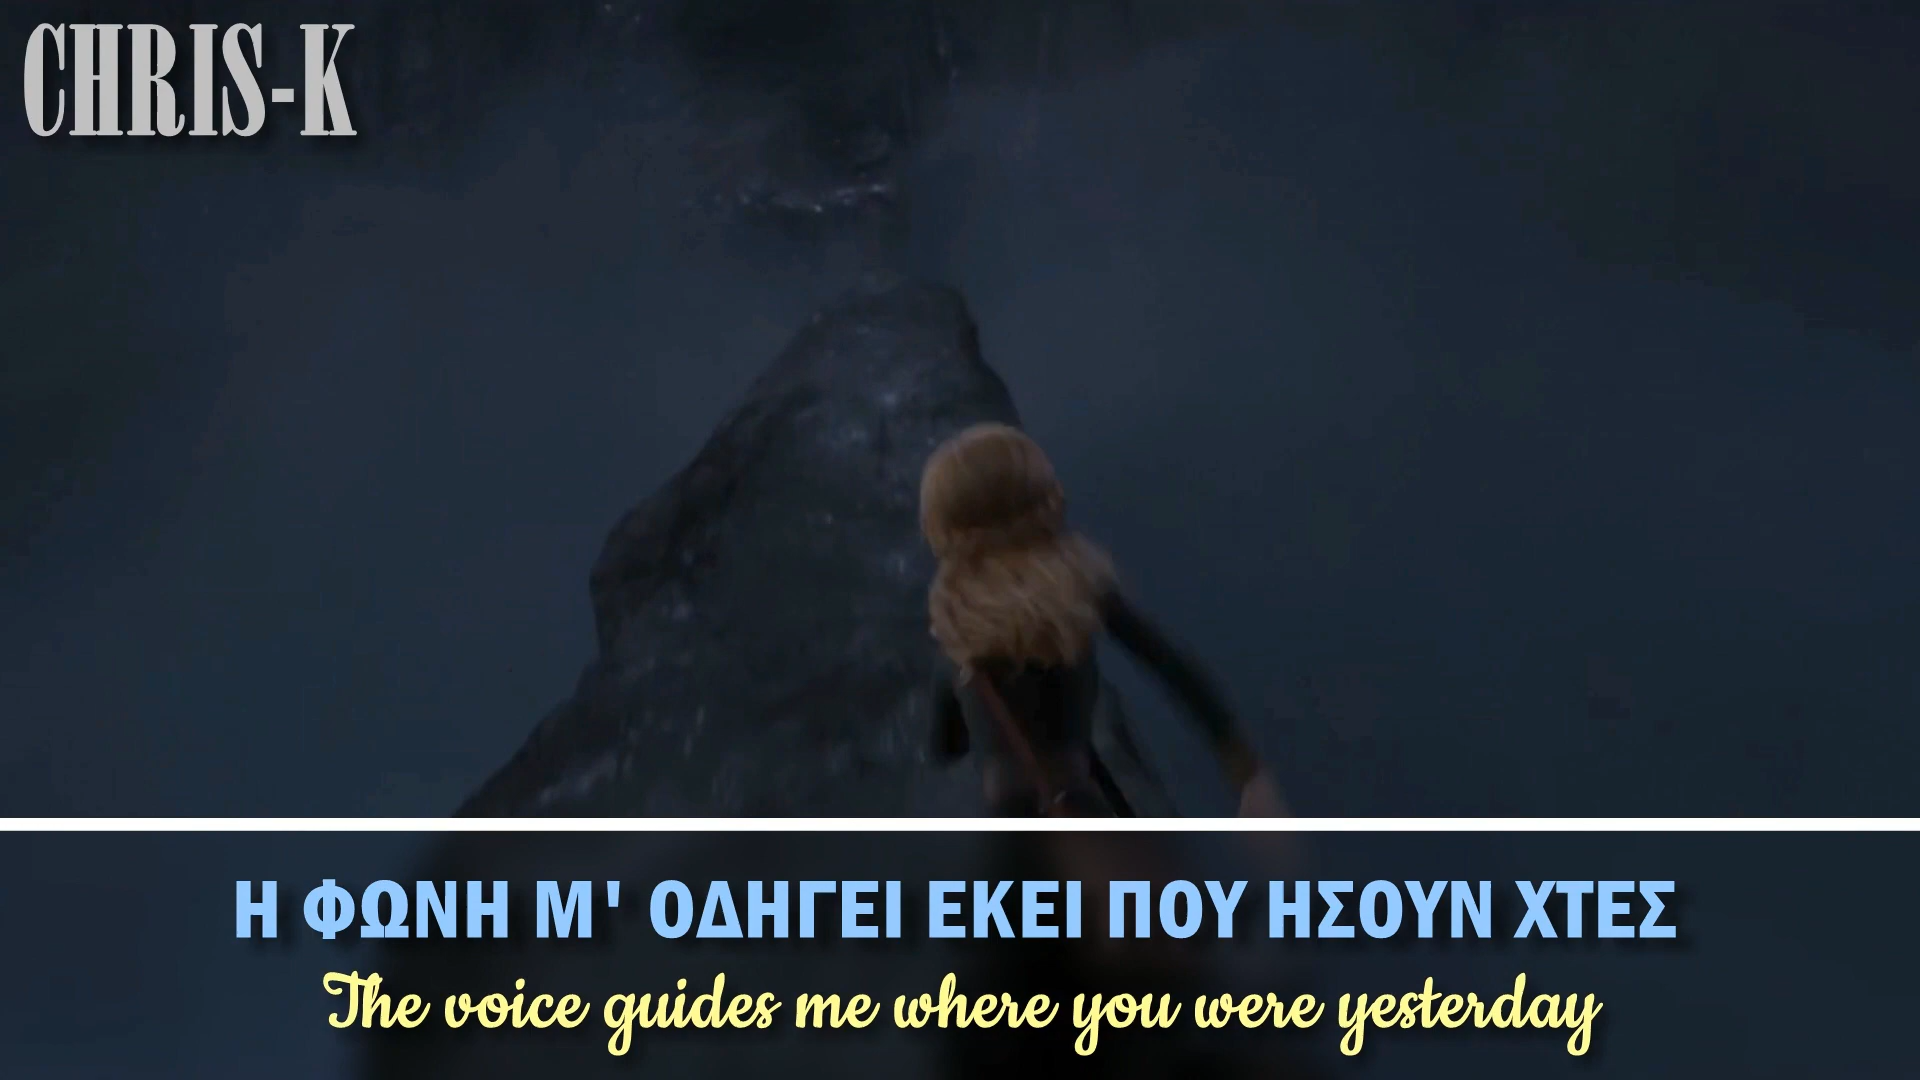 CHRIS-K
Η ΦΩΝΗ Μ' ΟΔΗΓΕΙ ΕΚΕΙ ΠΟΥ ΗΣΟΥΝ ΧΤΕΣ
The voice guides me where you were yesterday